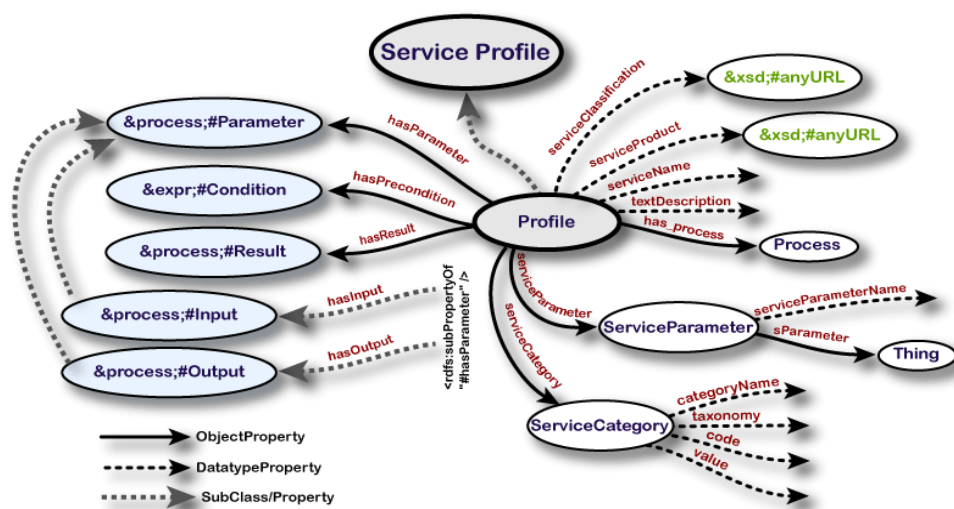 Service Profile
&xsd;#anyURL
&process;#Parameter
hasParameter
serviceClassification
serviceProduct
&xsd;#anyURL
serviceName
&expr;#Condition
hasPrecondition
textDescription
Profile
has_process
Process
&process;#Result
hasResult
&process;#Input
hasInput
<rdfs:subPropertyOf
"#hasParameter" />
serviceParameter
ServiceParameter
serviceParameterName
sParameter
Thing
&process;#Output
hasOutput
serviceCategory
ServiceCategory
categoryName
taxonomy
code
value
ObjectProperty
DatatypeProperty
SubClass/Property